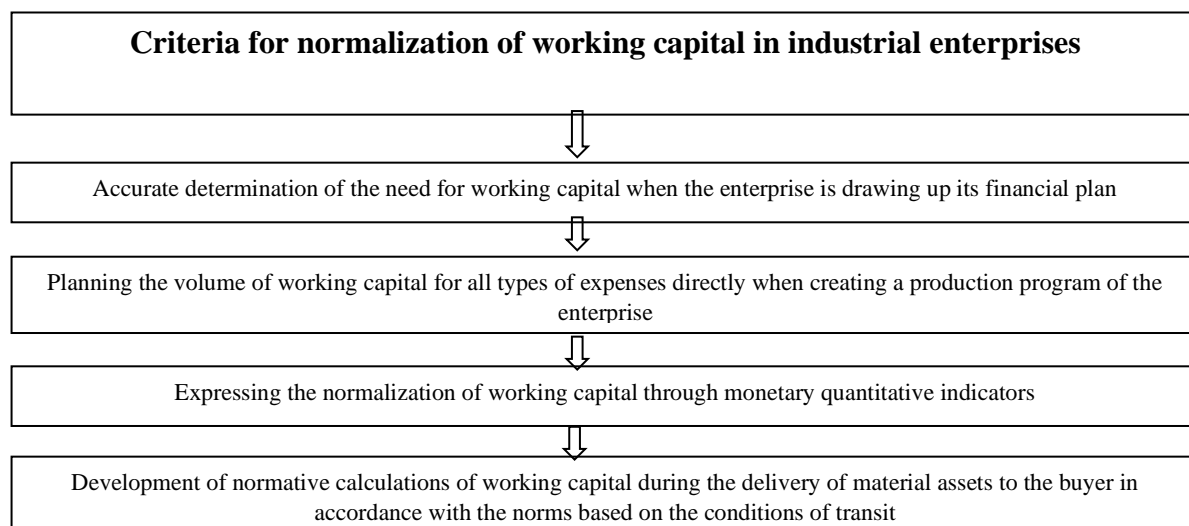 Criteria for normalization of working capital in industrial enterprises
Accurate determination of the need for working capital when the enterprise is drawing up its financial plan
Planning the volume of working capital for all types of expenses directly when creating a production program of the
enterprise
Expressing the normalization of working capital through monetary quantitative indicators
Development of normative calculations of working capital during the delivery of material assets to the buyer in
accordance with the norms based on the conditions of transit